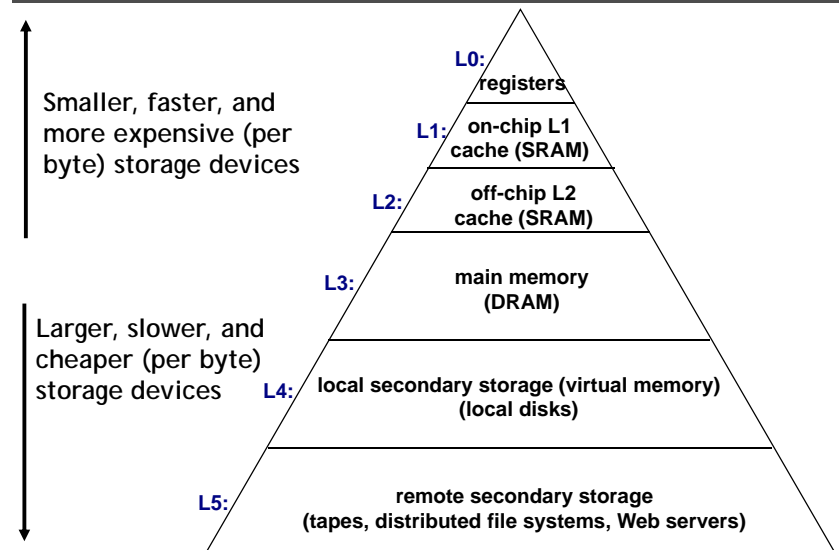 L0:
registers
Smaller, faster, and
more expensive (per
byte) storage devices
L1:
on-chip L1
cache (SRAM)
L2:
off-chip L2
cache (SRAM)
L3:
main memory
(DRAM)
Larger, slower, and
cheaper (per byte)
storage devices
L4:
local secondary storage (virtual memory)
(local disks)
L5:
remote secondary storage
(tapes, distributed file systems, Web servers)